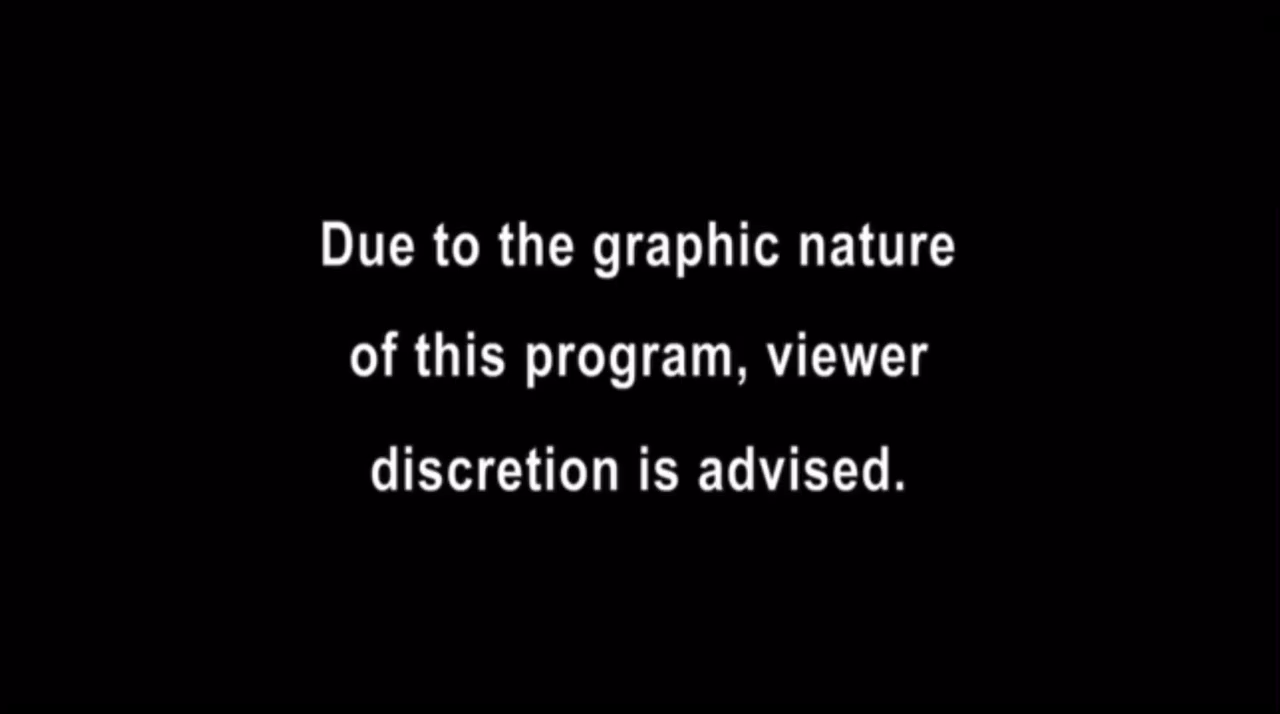 Due to the graphic nature
of this program, viewer
discretion is advised.